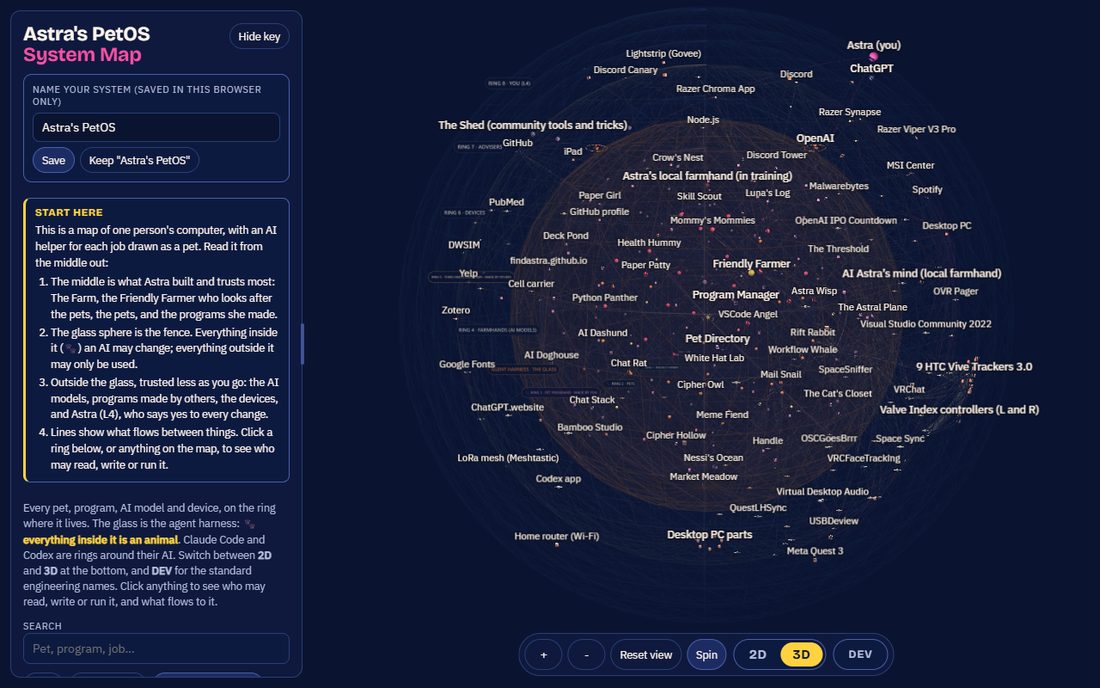 Astra's PetOS
System Map
Hide key
NAME YOUR SYSTEM (SAVED IN THIS BROWSER
ONLY)
Astra's PetOS
Save
Keep "Astra's PetOS"
START HERE
This is a map of one person's computer, with an AI
helper for each job drawn as a pet. Read it from
the middle out:
1. The middle is what Astra built and trusts most:
The Farm, the Friendly Farmer who looks after
the pets, the pets, and the programs she made.
2. The glass sphere is the fence. Everything inside
it ( ) an AI may change; everything outside it
may only be used.
3. Outside the glass, trusted less as you go: the AI
models, programs made by others, the devices,
and Astra (L4), who says yes to every change.
4. Lines show what flows between things. Click a
ring below, or anything on the map, to see who
may read, write or run it.
Every pet, program, AI model and device, on the ring
where it lives. The glass is the agent harness:
everything inside it is an animal. Claude Code and
Codex are rings around their AI. Switch between 2D
and 3D at the bottom, and DEV for the standard
engineering names. Click anything to see who may
read, write or run it, and what flows to it.
SEARCH
Pet, program, job...
Astra (you)
Lightstrip (Govee)
ChatGPT
Discord Canary
Discord
RING 8 · YOU (L4)
Razer Chroma App
Razer Synapse
Node.js
The Shed (community tools and tricks)
Razer Viper V3 Pro
OpenAI
GitHub
RING 7 · ADVISERS
iPad
Crow's Nest
Discord Tower
MSI Center
Astra's local farmhand (in training)
Malwarebytes
Spotify
Paper Girl
Skill Scout
Lupa's Log
PubMed
RING 6 · DEVICES
GitHub profile
Mommy's Mommies
OpenAI IPO Countdown
Desktop PC
Deck Pond
DWSIM
Health Hummy
The Threshold
findastra.github.io
Paper Patty
Friendly Farmer
AI Astra's mind (local farmhand)
Yelp
Cell carrier
Python Panther
Program Manager
Astra Wisp
OVR Pager
Zotero
VSCode Angel
The Astral Plane
RING 4 · FARMHANDS (AI MODELS)
AI Dashund
Rift Rabbit
Visual Studio Community 2022
Pet Directory
AI Doghouse
White Hat Lab
Workflow Whale
Google Fonts
AGENT HARNESS · THE GLASS
Chat Rat
Mail Snail
SpaceSniffer
9 HTC Vive Trackers 3.0
Cipher Owl
VRChat
Chat Stack
The Cat's Closet
ChatGPT website
Meme Fiend
Valve Index controllers (L and R)
Bamboo Studio
Cipher Hollow
Handle
OSCGoesBrrr
Space Sync
LoRa mesh (Meshtastic)
Nessi's Ocean
VRCFaceTracking
Codex app
Market Meadow
Virtual Desktop Audio
QuestLHSync
USBDeview
Home router (Wi-Fi)
Desktop PC parts
Meta Quest 3
+
-
Reset view
Spin
2D
3D
DEV